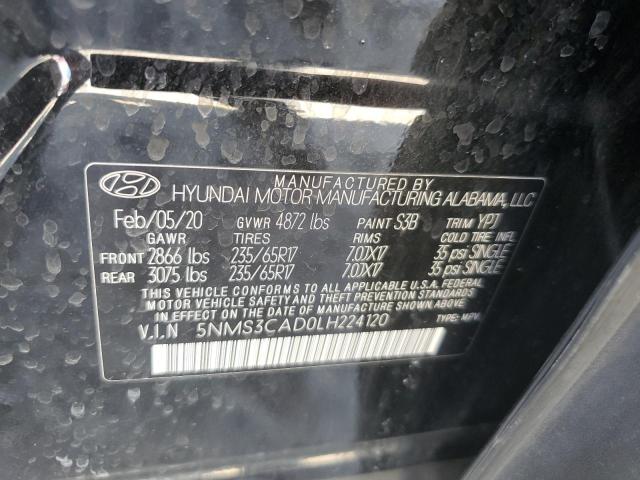 MANUFACTURED BY
HYUNDAI MOTOR MANUFACTURING ALABAMA, LLC
Feb/05/20 GVWR 4872 lbs PAINT S3B TRIM YPJ
GAWR TIRES RIMS COLD TIRE INFL
FRONT 2866 lbs 235/65R17 7.0JX17 35 psi SINGLE
REAR 3075 lbs 235/65R17 7.0JX17 35 psi SINGLE
THIS VEHICLE CONFORMS TO ALL APPLICABLE U.S.A. FEDERAL
MOTOR VEHICLE SAFETY, BUMPER, AND THEFT PREVENTION
STANDARDS IN EFFECT ON THE DATE OF MANUFACTURE SHOWN ABOVE.
V.I.N 5NMS3CAD0LH224120 TYPE: MPV